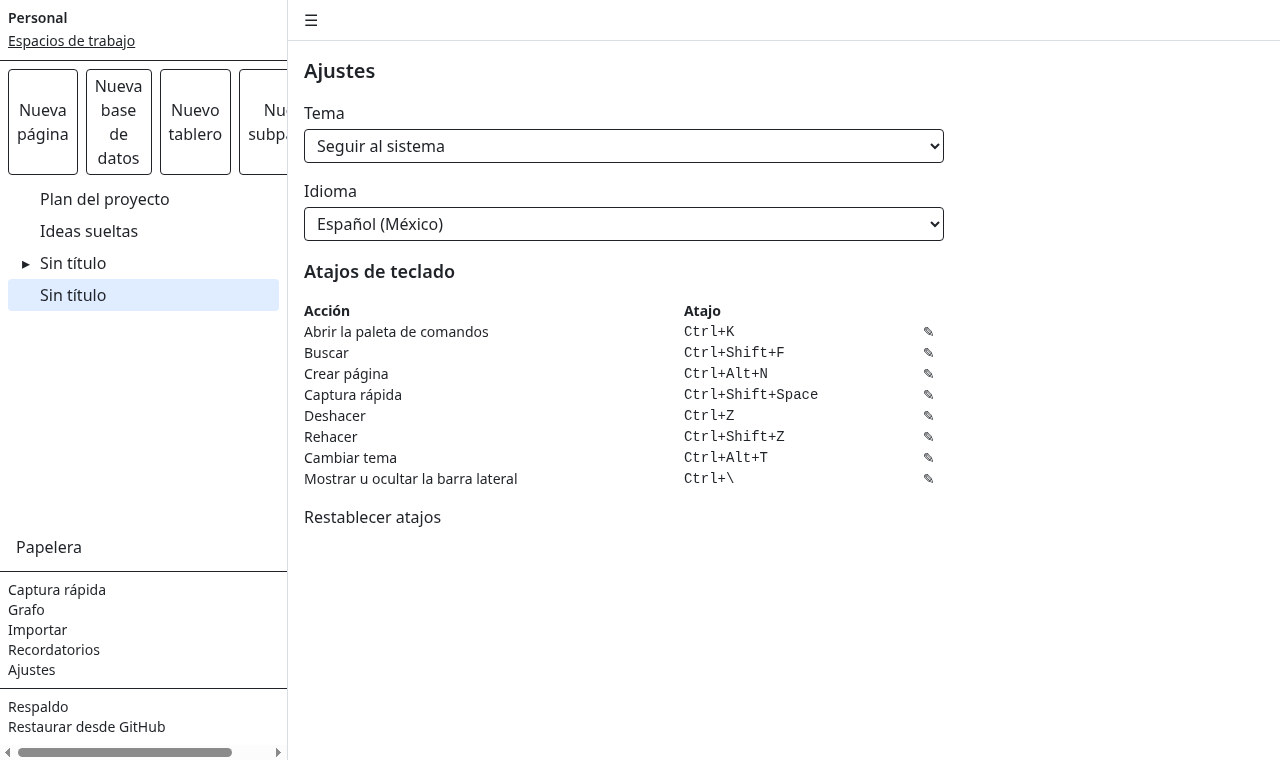 Personal
Espacios de trabajo
Nueva página
Nueva base de datos
Nuevo tablero
☰
Ajustes
Tema
Seguir al sistema
Idioma
Español (México)
Atajos de teclado
Acción Atajo
Abrir la paleta de comandos Ctrl+K ✎
Buscar Ctrl+Shift+F ✎
Crear página Ctrl+Alt+N ✎
Captura rápida Ctrl+Shift+Space ✎
Deshacer Ctrl+Z ✎
Rehacer Ctrl+Shift+Z ✎
Cambiar tema Ctrl+Alt+T ✎
Mostrar u ocultar la barra lateral Ctrl+\ ✎
Restablecer atajos
Plan del proyecto
Ideas sueltas
▸ Sin título
Sin título
Papelera
Captura rápida
Grafo
Importar
Recordatorios
Ajustes
Respaldo
Restaurar desde GitHub